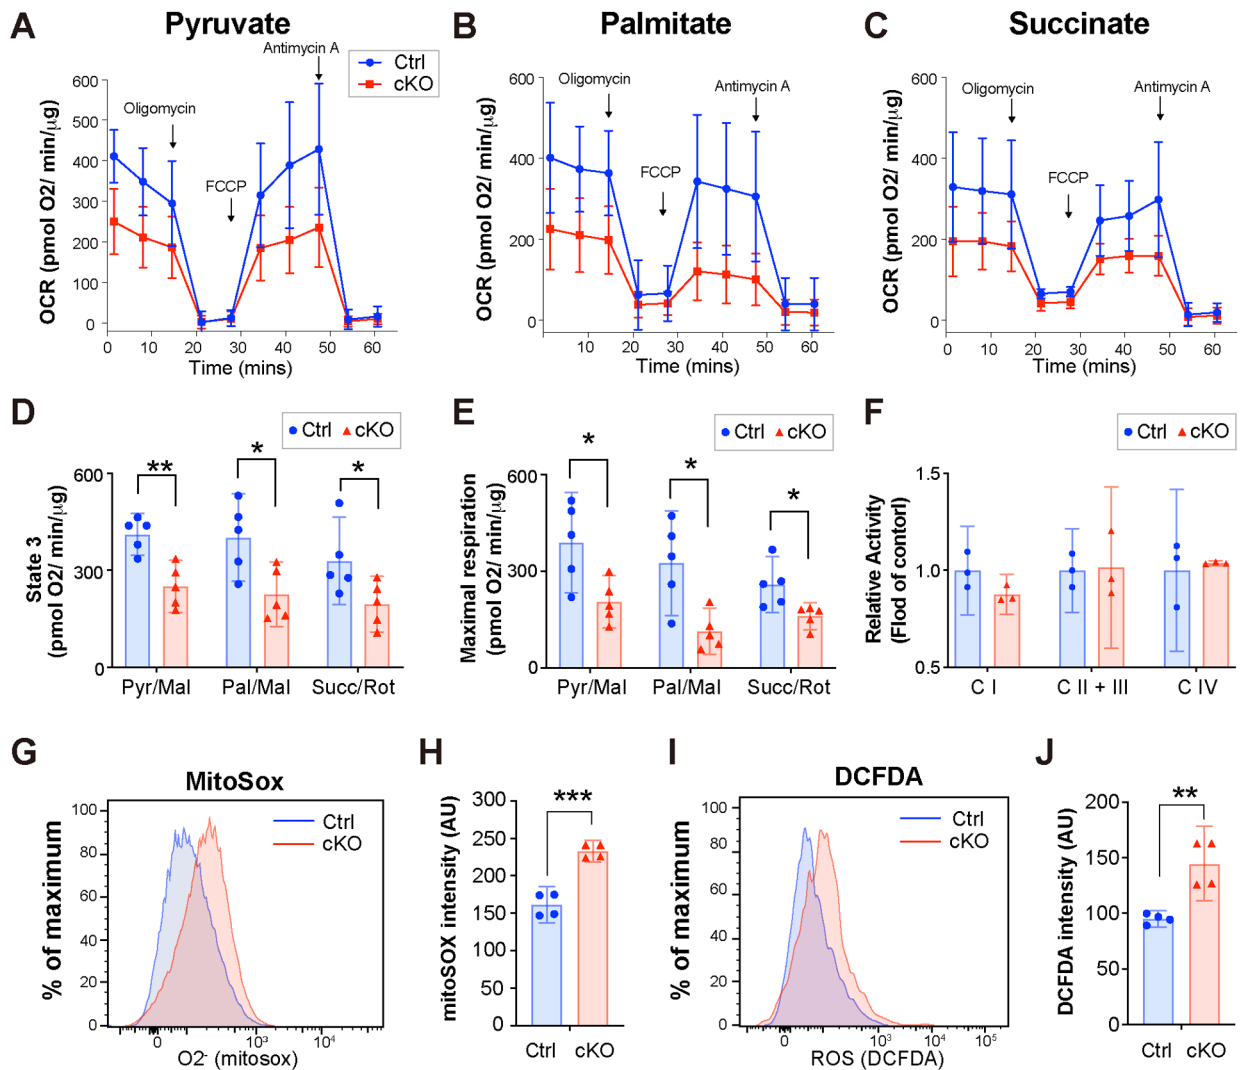 A
Pyruvate
Antimycin A
Ctrl
cKO
Oligomycin
FCCP
OCR (pmol O2/ min/µg)
600
500
400
300
200
100
0
0 10 20 30 40 50 60
Time (mins)
B
Palmitate
Oligomycin
Antimycin A
FCCP
OCR (pmol O2/ min/µg)
600
400
200
0
0 10 20 30 40 50 60
Time (mins)
C
Succinate
Oligomycin
Antimycin A
FCCP
OCR (pmol O2/ min/µg)
600
400
200
0
0 10 20 30 40 50 60
Time (mins)
D
Ctrl cKO
State 3
(pmol O2/ min/µg)
600
300
0
** * *
Pyr/Mal Pal/Mal Succ/Rot
E
Ctrl cKO
Maximal respiration
(pmol O2/ min/µg)
600
300
0
* * *
Pyr/Mal Pal/Mal Succ/Rot
F
Ctrl cKO
Relative Activity
(Flod of contorl)
1.5
1.0
0.5
C I C II + III C IV
G
MitoSox
Ctrl
cKO
% of maximum
100
80
60
40
20
0
0 10³ 10⁴
O2⁻ (mitosox)
H
***
mitoSOX intensity (AU)
300
250
200
150
100
50
0
Ctrl cKO
I
DCFDA
Ctrl
cKO
% of maximum
100
80
60
40
20
0
0 10³ 10⁴ 10⁵
ROS (DCFDA)
J
**
DCFDA intensity (AU)
200
150
100
50
0
Ctrl cKO